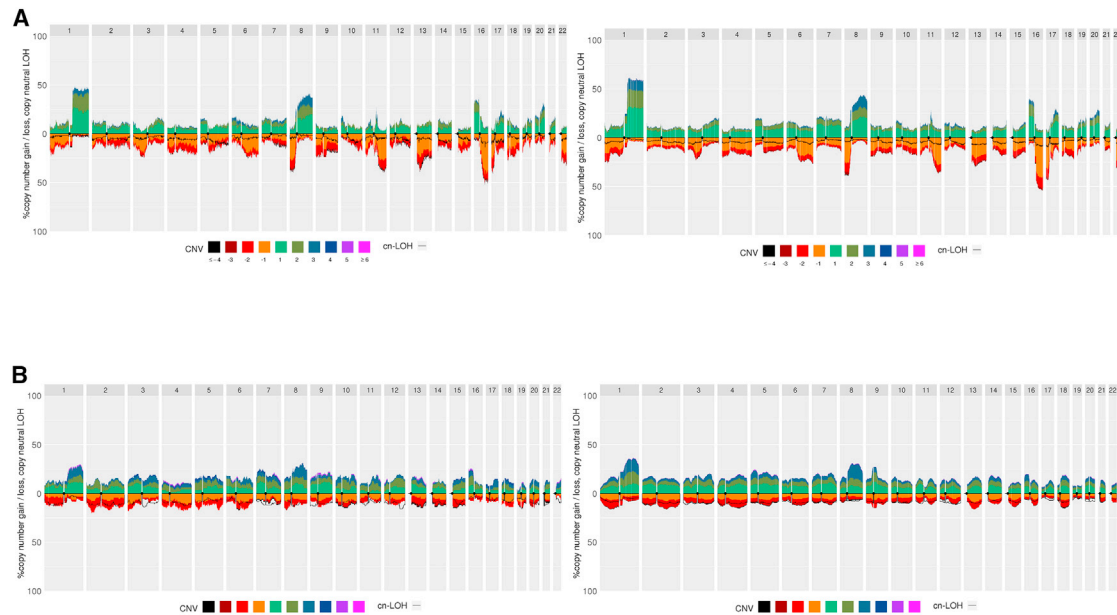 A
1 2 3 4 5 6 7 8 9 10 11 12 13 14 15 16 17 18 19 20 21 22
100
50
0
50
100
%copy number gain / loss, copy neutral LOH
CNV cn-LOH
≤−4 -3 -2 -1 1 2 3 4 5 ≥6
1 2 3 4 5 6 7 8 9 10 11 12 13 14 15 16 17 18 19 20 21
100
50
0
50
100
%copy number gain / loss, copy neutral LOH
CNV cn-LOH
≤−4 -3 -2 -1 1 2 3 4 5 ≥6
B
1 2 3 4 5 6 7 8 9 10 11 12 13 14 15 16 17 18 19 20 21 22
100
50
0
50
100
%copy number gain / loss, copy neutral LOH
CNV cn-LOH
1 2 3 4 5 6 7 8 9 10 11 12 13 14 15 16 17 18 19 20 21 22
100
50
0
50
100
%copy number gain / loss, copy neutral LOH
CNV cn-LOH